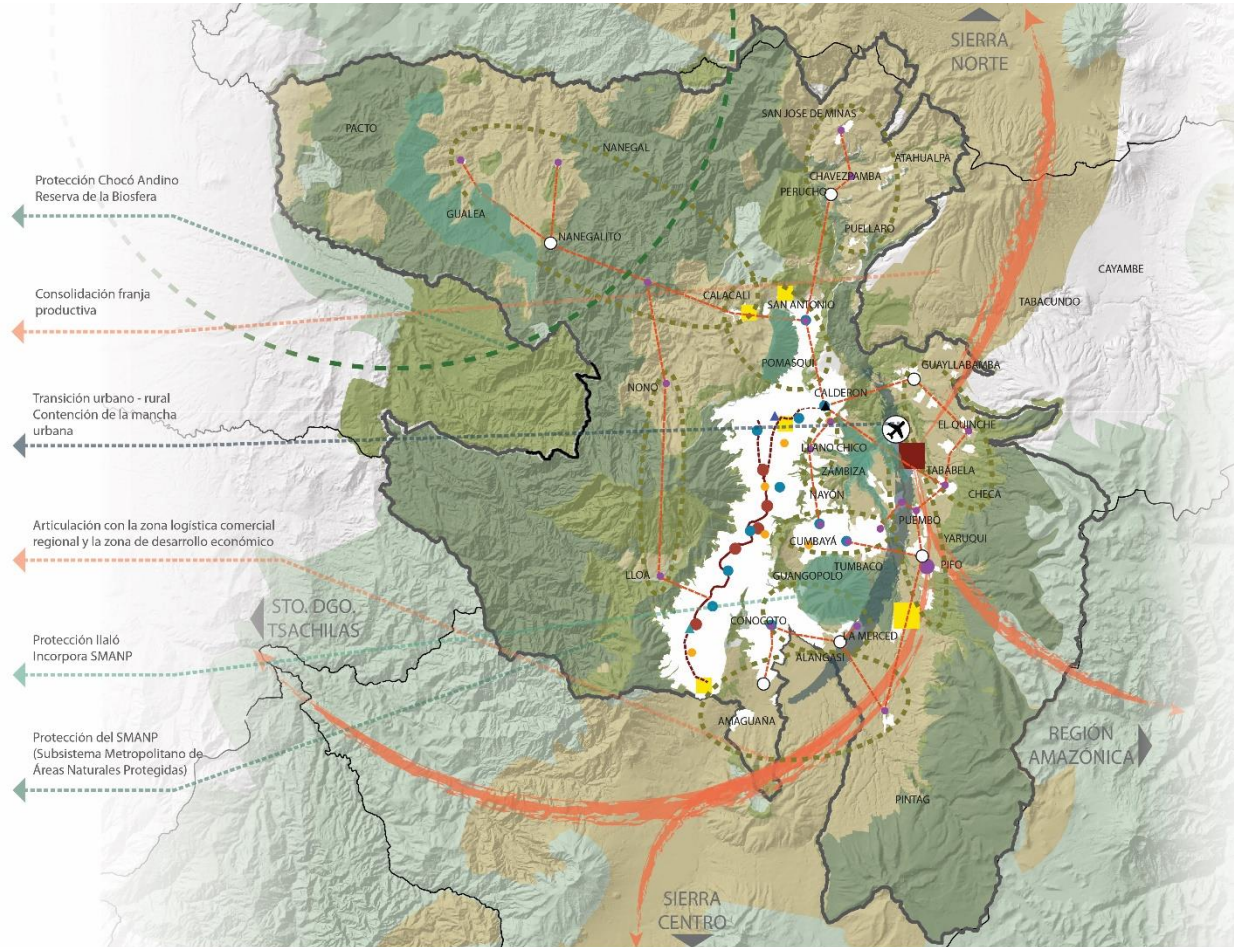 SIERRA
NORTE
SAN JOSE DE MINAS
PACTO
NANEGAL
ATAHUALPA
CHAVEZPAMBA
PERUCHO
Protección Chocó Andino
Reserva de la Biosfera
GUALEA
NANEGALITO
PUELLARO
CAYAMBE
Consolidación franja
productiva
CALACALI
SAN ANTONIO
TABACUNDO
POMASQUI
GUAYLLABAMBA
NONO
CALDERON
Transición urbano - rural
Contención de la mancha
urbana
EL QUINCHE
LLANO CHICO
ZAMBIZA
TABABELA
CHECA
NAYÓN
PUEMBO
Articulación con la zona logística comercial
regional y la zona de desarrollo económico
CUMBAYÁ
YARUQUI
TUMBACO
PIFO
LLOA
GUANGOPOLO
STO. DGO.
TSACHILAS
CONOCOTO
LA MERCED
Protección Ilaló
Incorpora SMANP
ALANGASI
AMAGUAÑA
REGIÓN
AMAZÓNICA
Protección del SMANP
(Subsistema Metropolitano de
Áreas Naturales Protegidas)
PINTAG
SIERRA
CENTRO